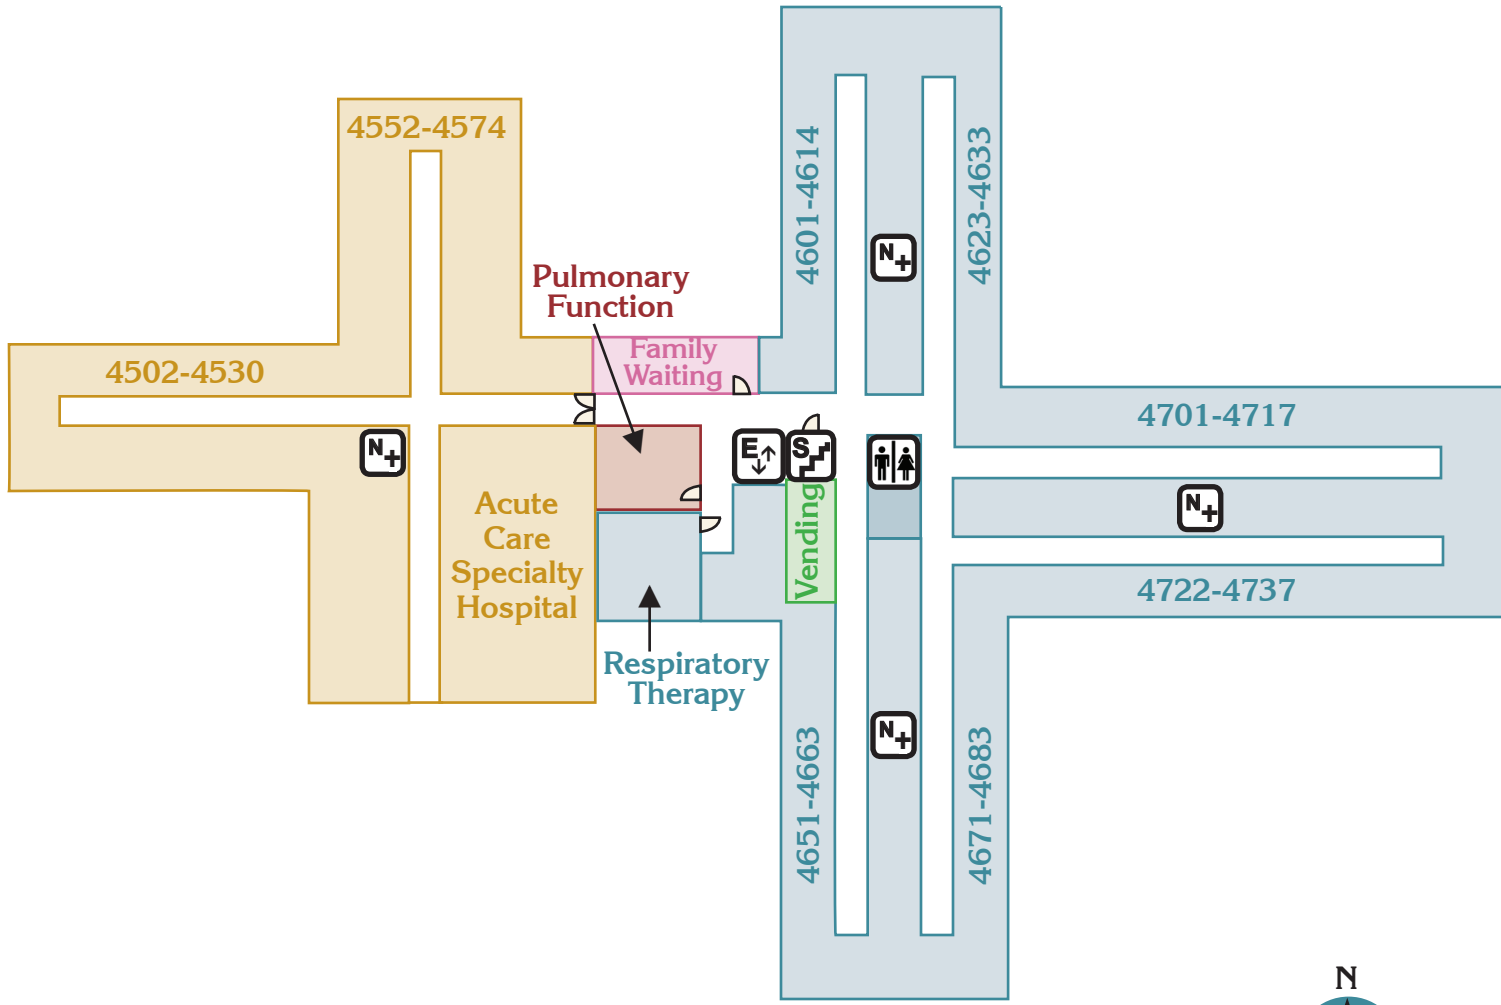 4552-4574
4601-4614
4623-4633
N
Pulmonary
Function
Family
Waiting
4502-4530
4701-4717
N
E
S
Acute
Care
Specialty
Hospital
Vending
N
4722-4737
Respiratory
Therapy
4651-4663
N
4671-4683
N